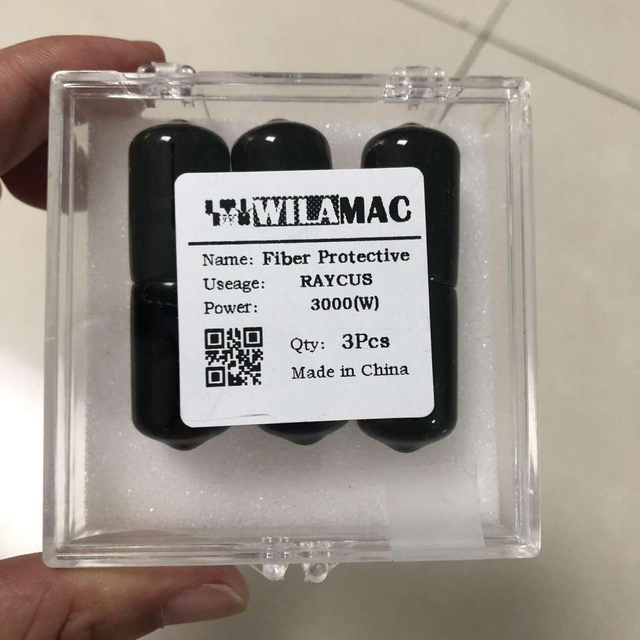 WILAMAC
Name: Fiber Protective
Useage: RAYCUS
Power: 3000(W)
Qty: 3Pcs
Made in China